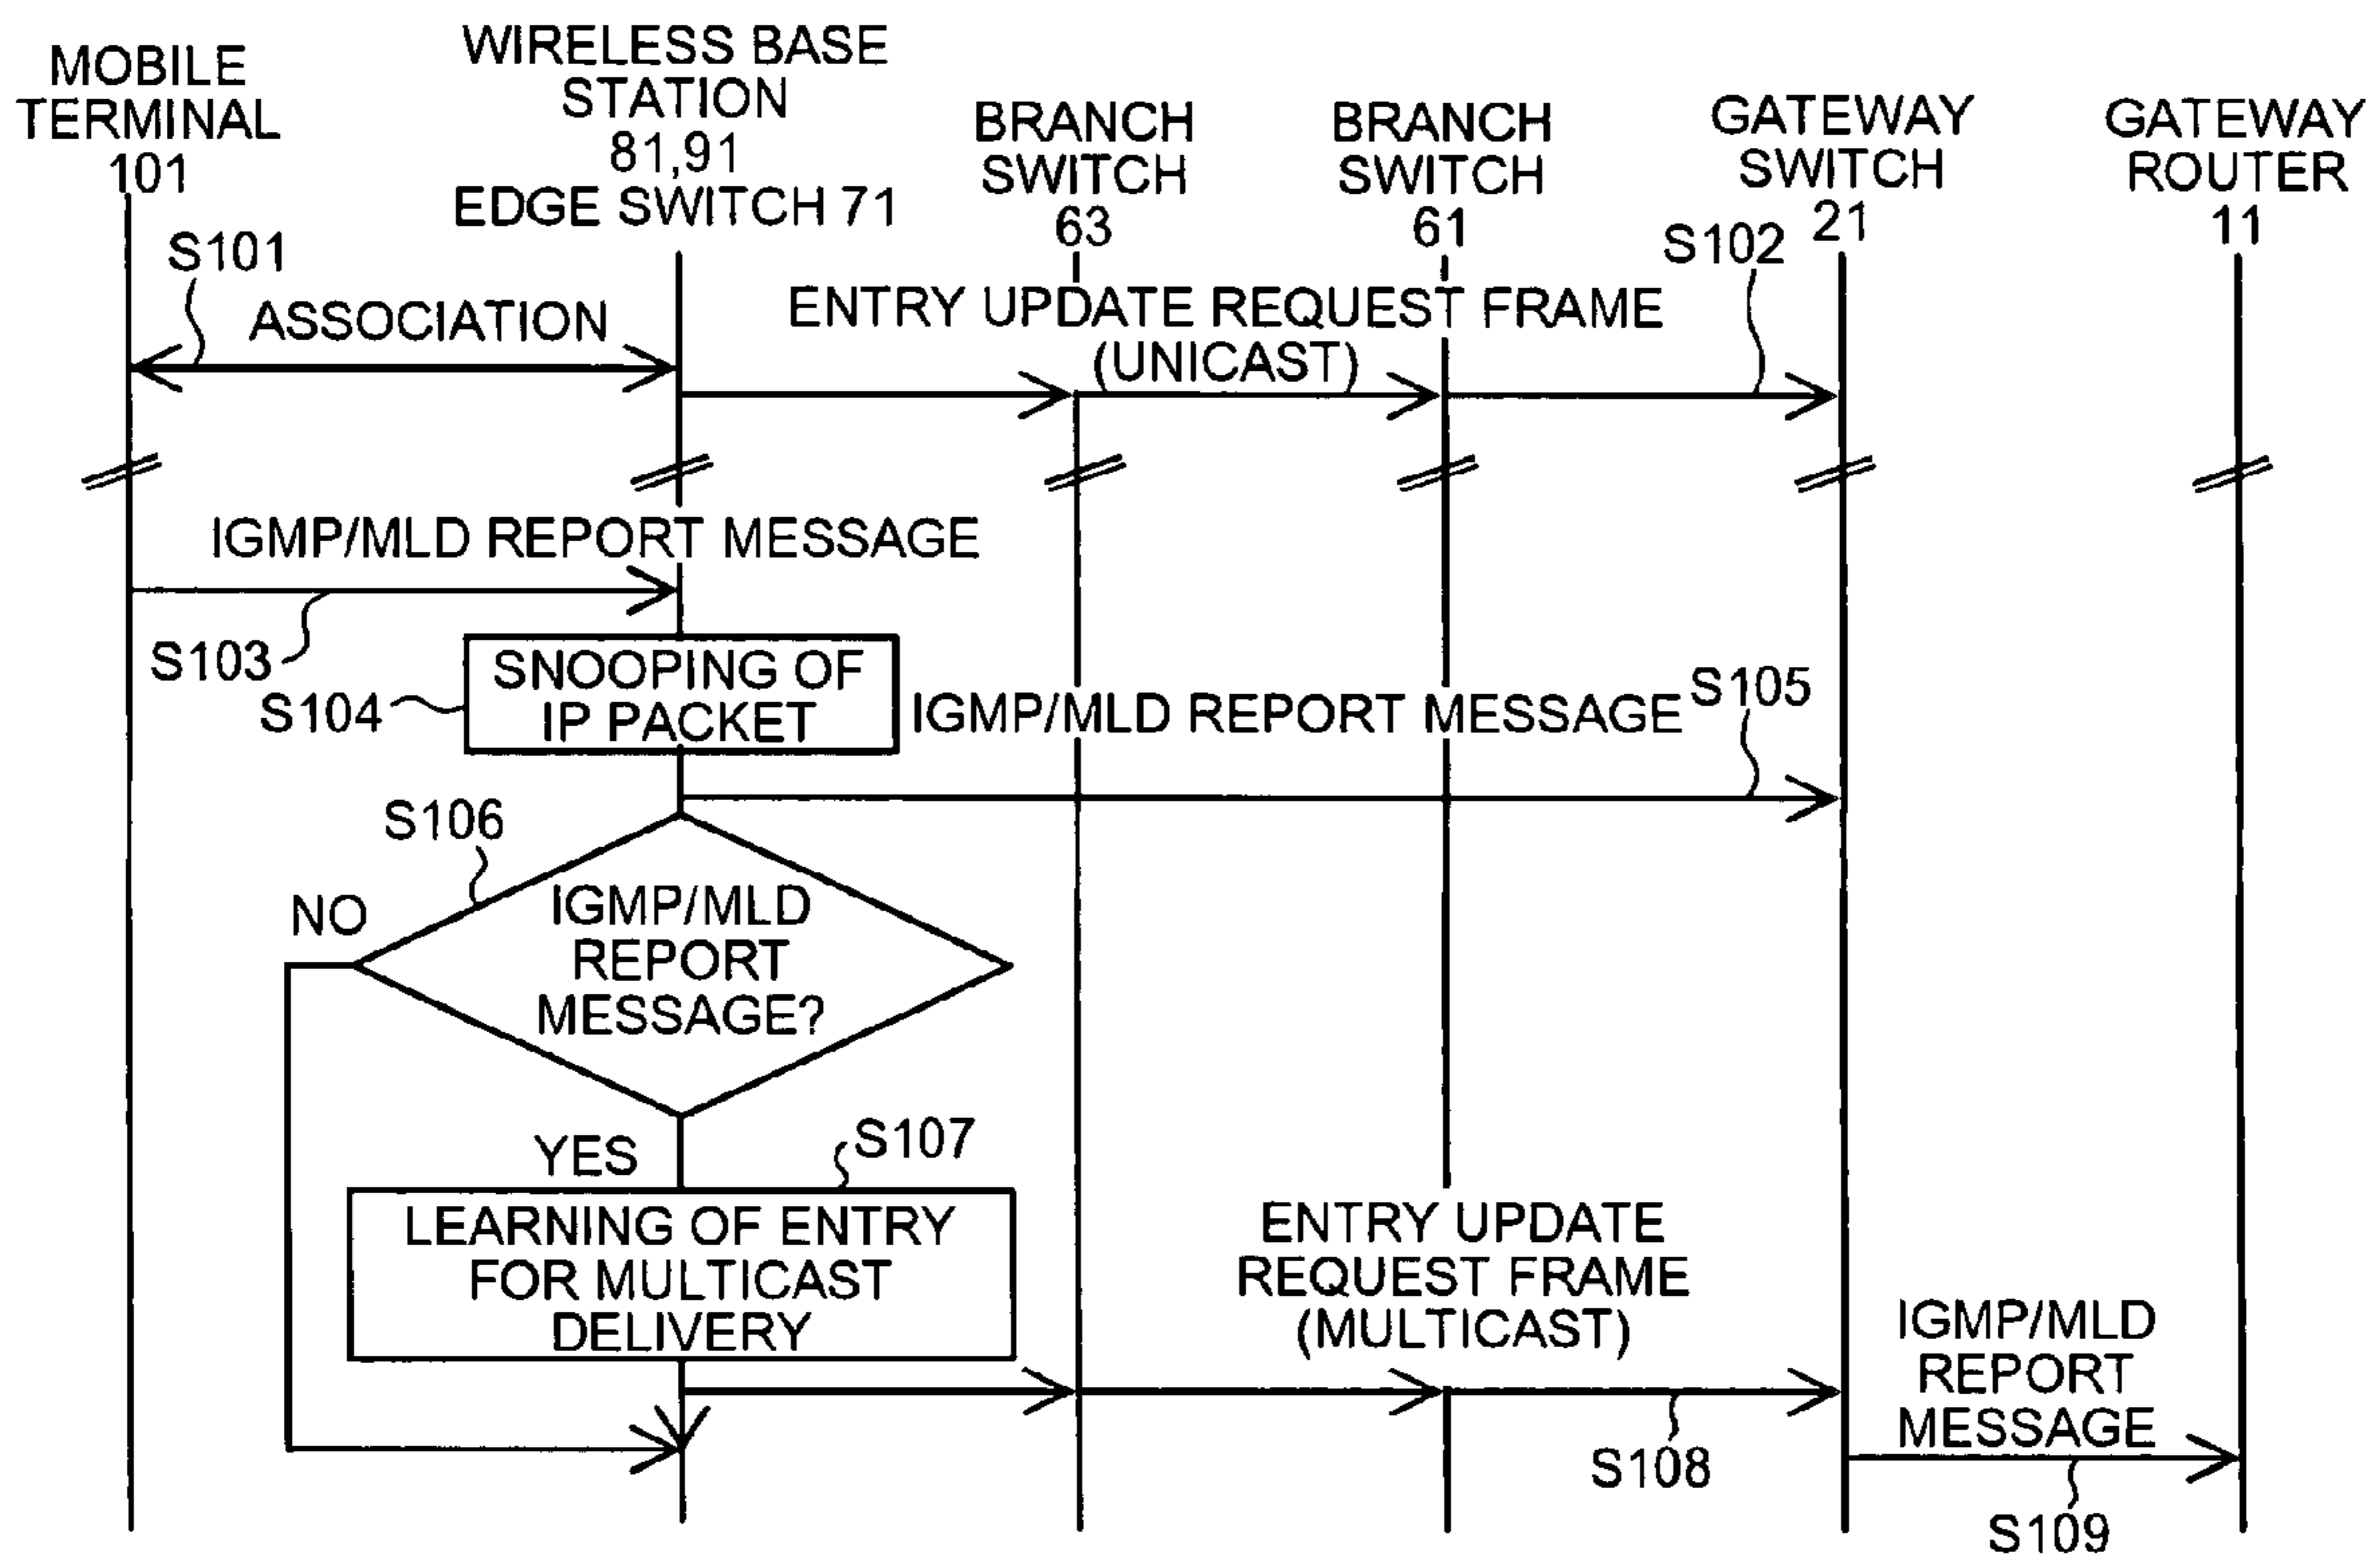 MOBILE
TERMINAL
101
WIRELESS BASE
STATION
81,91
EDGE SWITCH 71
BRANCH
SWITCH
63
BRANCH
SWITCH
61
GATEWAY
SWITCH
21
GATEWAY
ROUTER
11
S101
ASSOCIATION
ENTRY UPDATE REQUEST FRAME
(UNICAST)
S102
IGMP/MLD REPORT MESSAGE
S103
S104
SNOOPING OF
IP PACKET
IGMP/MLD REPORT MESSAGE
S105
S106
NO
IGMP/MLD
REPORT
MESSAGE?
YES
S107
LEARNING OF ENTRY
FOR MULTICAST
DELIVERY
ENTRY UPDATE
REQUEST FRAME
(MULTICAST)
S108
IGMP/MLD
REPORT
MESSAGE
S109